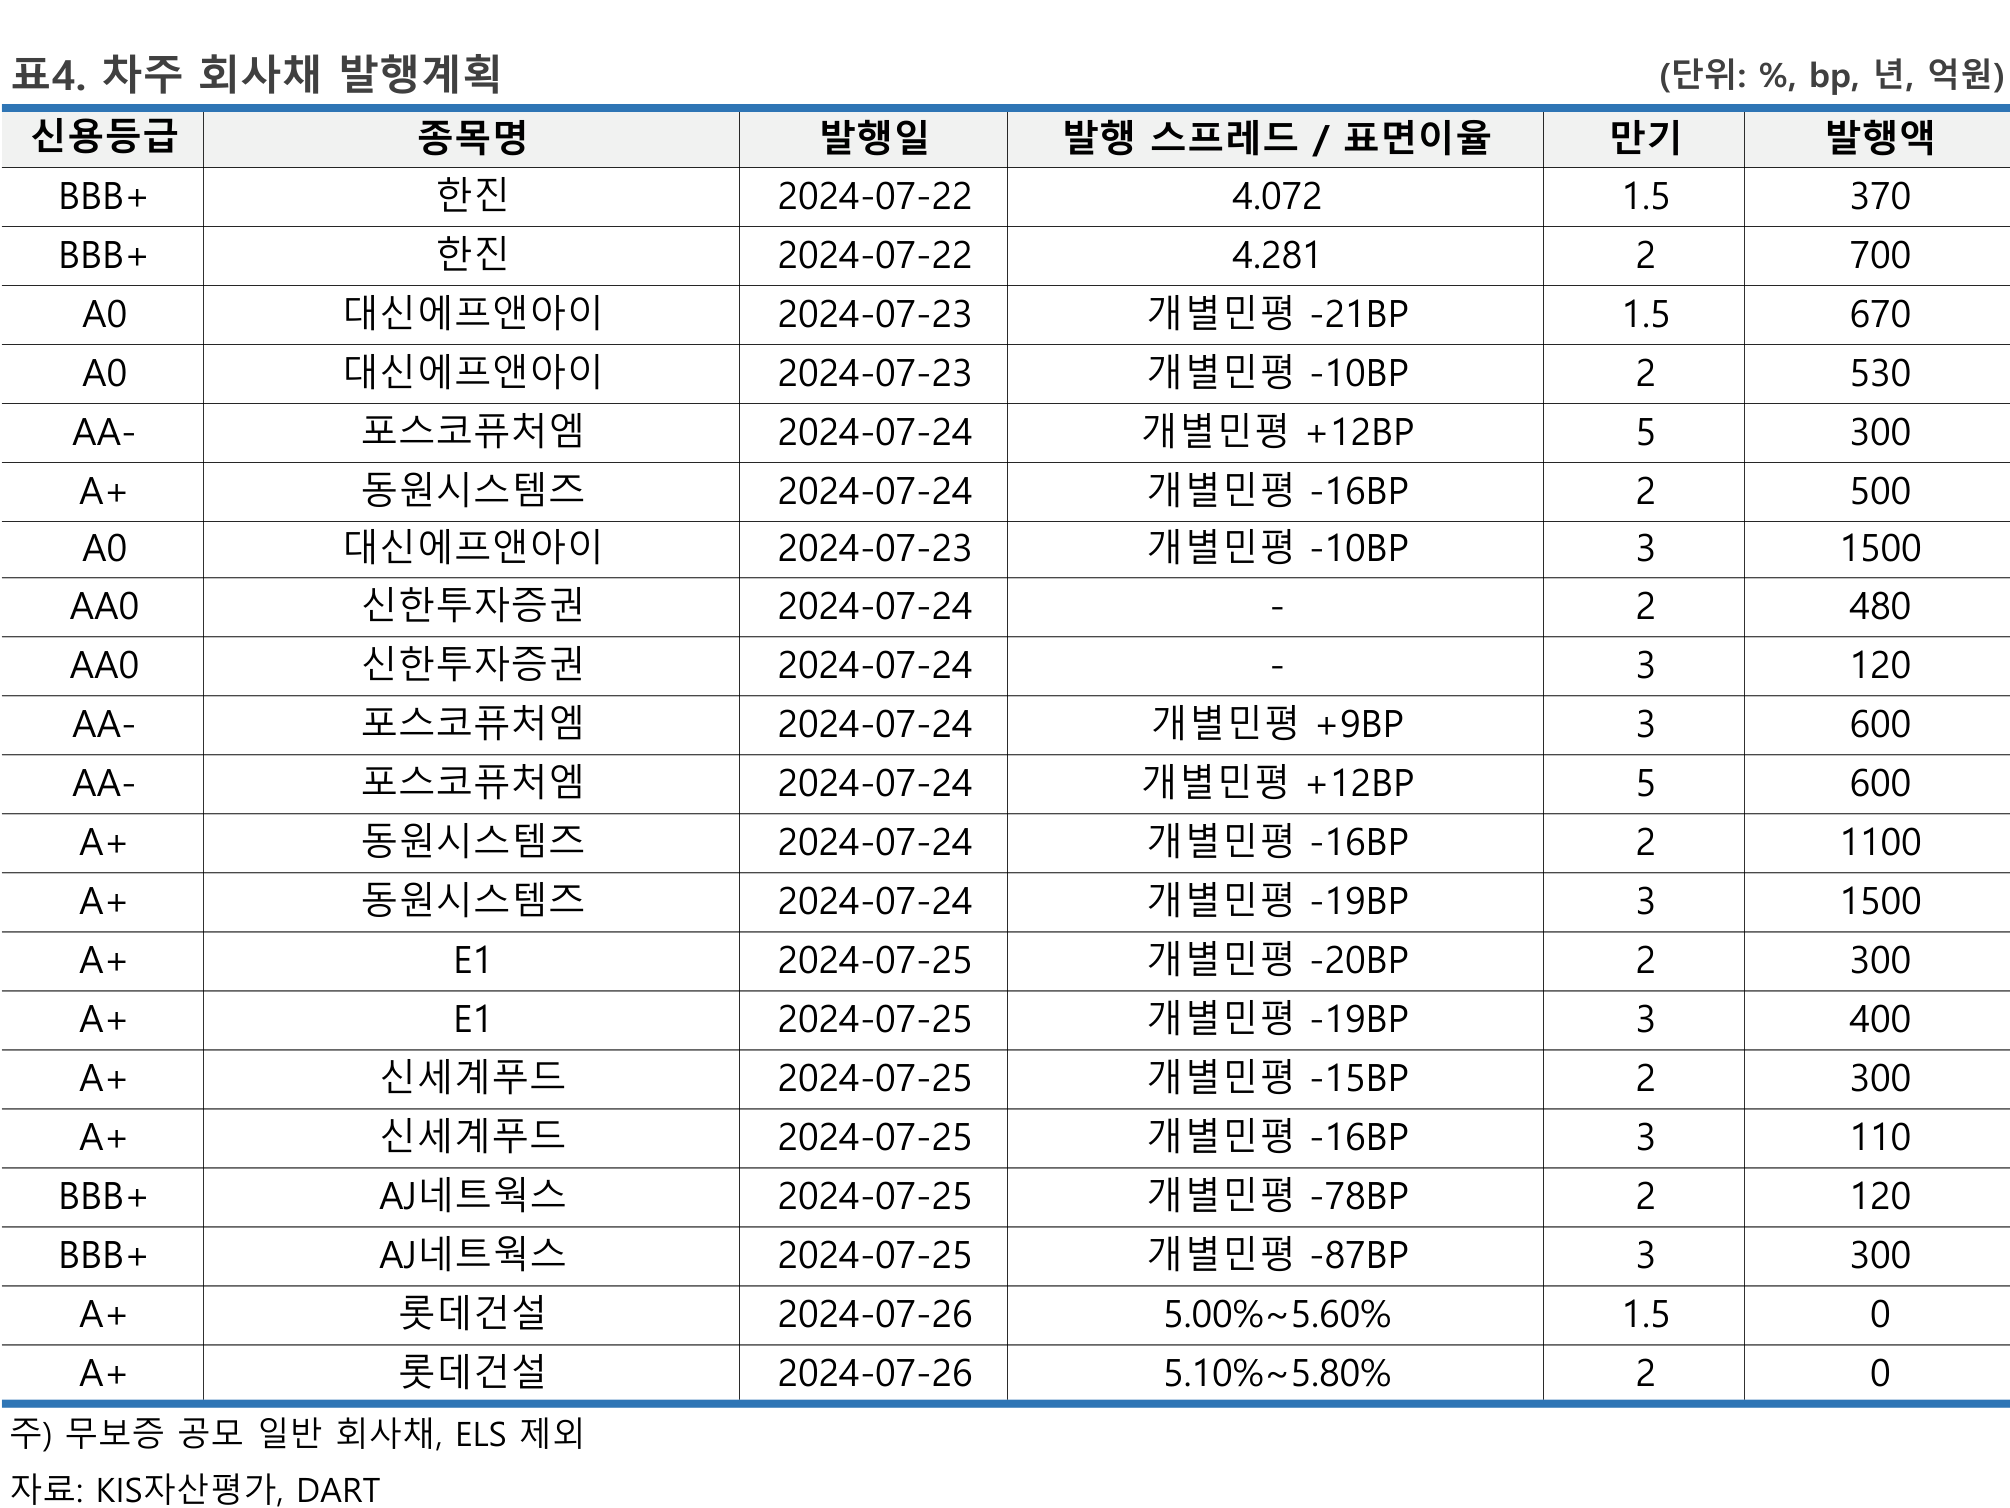 표4. 차주 회사채 발행계획 (단위: %, bp, 년, 억원)
신용등급 종목명 발행일 발행 스프레드 / 표면이율 만기 발행액
BBB+ 한진 2024-07-22 4.072 1.5 370
BBB+ 한진 2024-07-22 4.281 2 700
A0 대신에프앤아이 2024-07-23 개별민평 -21BP 1.5 670
A0 대신에프앤아이 2024-07-23 개별민평 -10BP 2 530
AA- 포스코퓨처엠 2024-07-24 개별민평 +12BP 5 300
A+ 동원시스템즈 2024-07-24 개별민평 -16BP 2 500
A0 대신에프앤아이 2024-07-23 개별민평 -10BP 3 1500
AA0 신한투자증권 2024-07-24 - 2 480
AA0 신한투자증권 2024-07-24 - 3 120
AA- 포스코퓨처엠 2024-07-24 개별민평 +9BP 3 600
AA- 포스코퓨처엠 2024-07-24 개별민평 +12BP 5 600
A+ 동원시스템즈 2024-07-24 개별민평 -16BP 2 1100
A+ 동원시스템즈 2024-07-24 개별민평 -19BP 3 1500
A+ E1 2024-07-25 개별민평 -20BP 2 300
A+ E1 2024-07-25 개별민평 -19BP 3 400
A+ 신세계푸드 2024-07-25 개별민평 -15BP 2 300
A+ 신세계푸드 2024-07-25 개별민평 -16BP 3 110
BBB+ AJ네트웍스 2024-07-25 개별민평 -78BP 2 120
BBB+ AJ네트웍스 2024-07-25 개별민평 -87BP 3 300
A+ 롯데건설 2024-07-26 5.00%~5.60% 1.5 0
A+ 롯데건설 2024-07-26 5.10%~5.80% 2 0
주) 무보증 공모 일반 회사채, ELS 제외
자료: KIS자산평가, DART